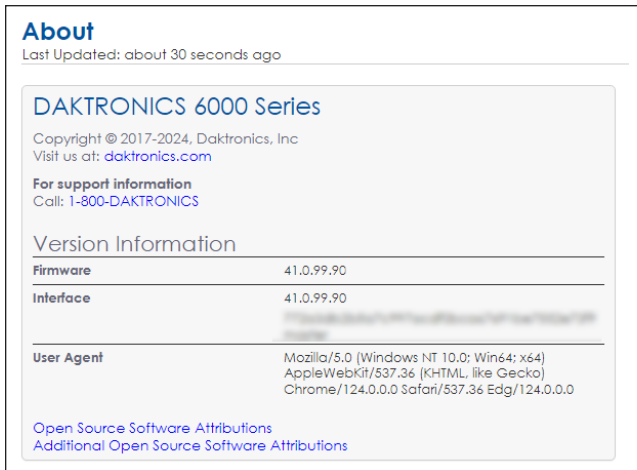 About
Last Updated: about 30 seconds ago
DAKTRONICS 6000 Series
Copyright © 2017-2024, Daktronics, Inc
Visit us at: daktronics.com
For support information
Call: 1-800-DAKTRONICS
Version Information
Firmware 41.0.99.90
Interface 41.0.99.90
User Agent Mozilla/5.0 (Windows NT 10.0; Win64; x64)
AppleWebKit/537.36 (KHTML, like Gecko)
Chrome/124.0.0.0 Safari/537.36 Edg/124.0.0.0
Open Source Software Attributions
Additional Open Source Software Attributions